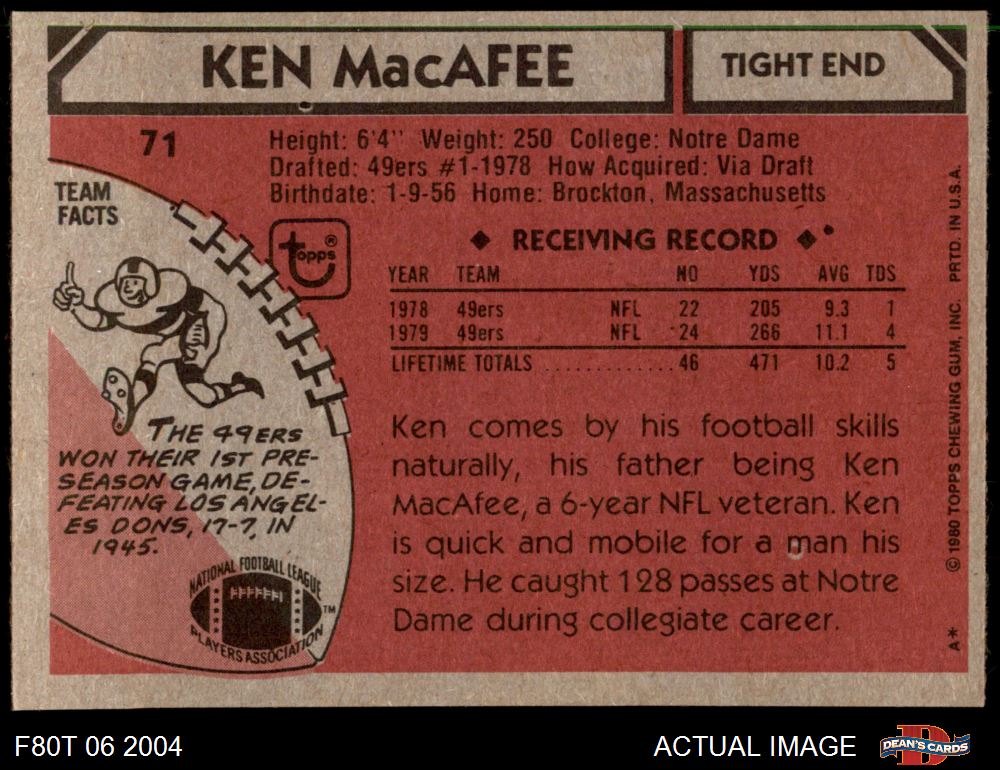 KEN MacAFEE
TIGHT END
71
Height: 6'4" Weight: 250 College: Notre Dame
Drafted: 49ers #1-1978 How Acquired: Via Draft
Birthdate: 1-9-56 Home: Brockton, Massachusetts
TEAM
FACTS
topps®
◆ RECEIVING RECORD ◆
YEAR TEAM NO YDS AVG TDS
1978 49ers NFL 22 205 9.3 1
1979 49ers NFL 24 266 11.1 4
LIFETIME TOTALS .............46 471 10.2 5
THE 49ERS
WON THEIR 1ST PRE-
SEASON GAME, DE-
FEATING LOS ANGEL-
ES DONS, 17-7, IN
1945.
Ken comes by his football skills
naturally, his father being Ken
MacAfee, a 6-year NFL veteran. Ken
is quick and mobile for a man his
size. He caught 128 passes at Notre
Dame during collegiate career.
NATIONAL FOOTBALL LEAGUE
PLAYERS ASSOCIATION
TM
A* © 1980 TOPPS CHEWING GUM, INC. PRTD. IN U.S.A.
F80T 06 2004
ACTUAL IMAGE
DEAN'S CARDS